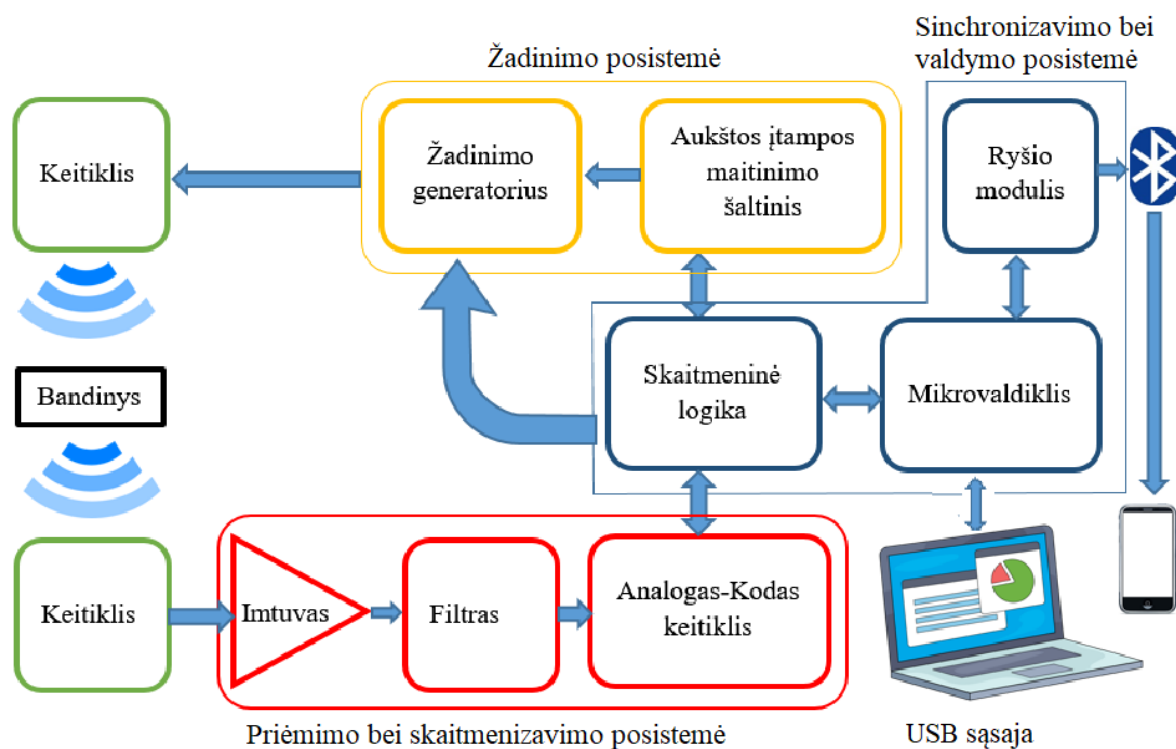 Sinchronizavimo bei
valdymo posistemė
Žadinimo posistemė
Keitiklis
Žadinimo
generatorius
Aukštos įtampos
maitinimo
šaltinis
Ryšio
modulis
Bandinys
Skaitmeninė
logika
Mikrovaldiklis
Keitiklis
Imtuvas
Filtras
Analogas-Kodas
keitiklis
Priėmimo bei skaitmenizavimo posistemė
USB sąsaja